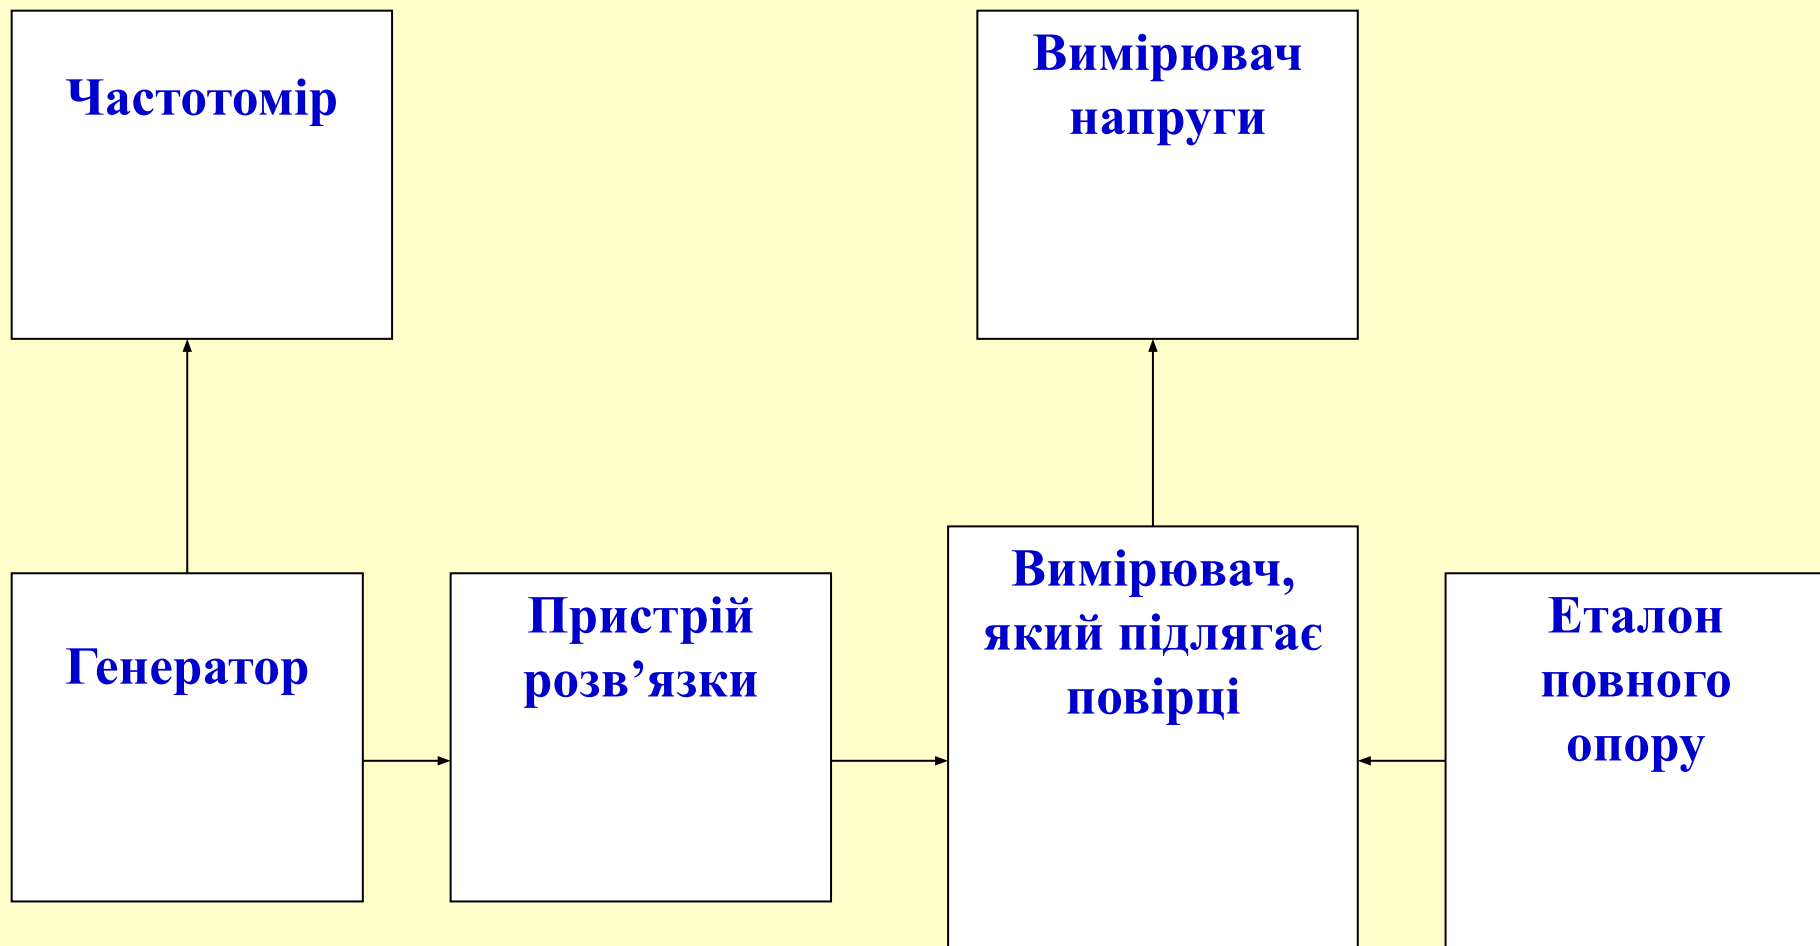 Частотомір
Вимірювач
напруги
Генератор
Пристрій
розв’язки
Вимірювач,
який підлягає
повірці
Еталон
повного
опору